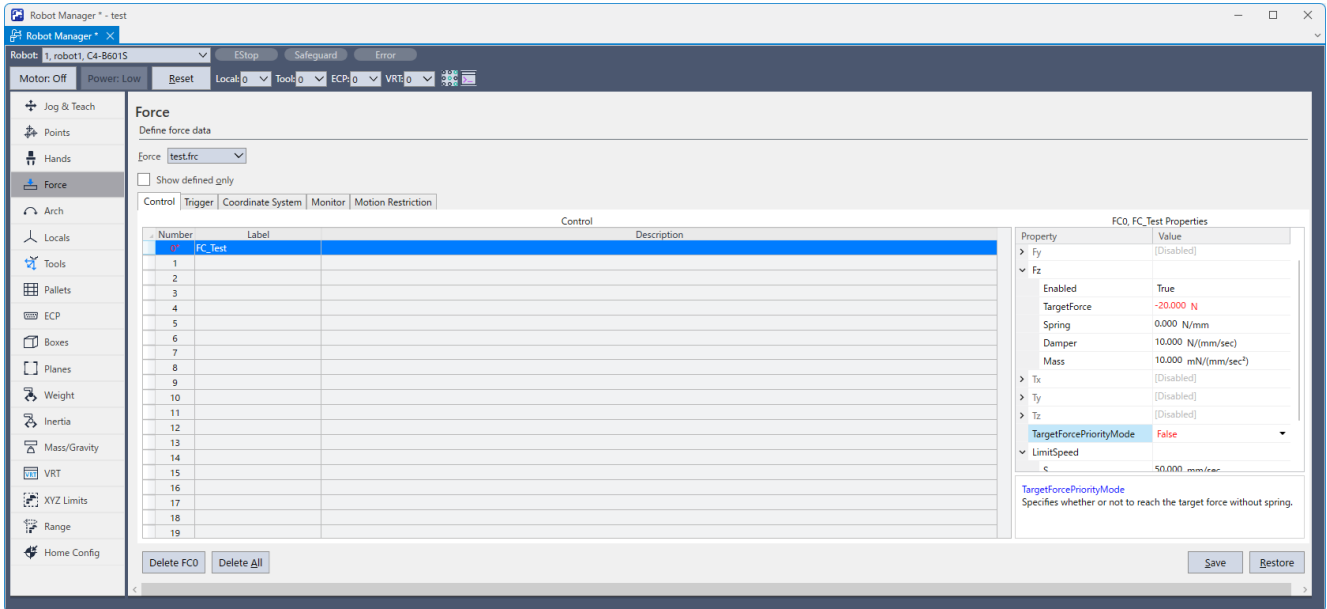 Robot Manager * - test
Robot Manager *
Robot: 1, robot1, C4-B601S EStop Safeguard Error
Motor: Off Power: Low Reset Local: 0 Tool: 0 ECP: 0 VRT: 0
Jog & Teach
Points
Hands
Force
Arch
Locals
Tools
Pallets
ECP
Boxes
Planes
Weight
Inertia
Mass/Gravity
VRT VRT
XYZ Limits
Range
Home Config
Force
Define force data
Force test.frc
Show defined only
Control Trigger Coordinate System Monitor Motion Restriction
Control
Number Label Description
0* FC_Test
1
2
3
4
5
6
7
8
9
10
11
12
13
14
15
16
17
18
19
FC0, FC_Test Properties
Property Value
Fy [Disabled]
Fz
Enabled True
TargetForce -20.000 N
Spring 0.000 N/mm
Damper 10.000 N/(mm/sec)
Mass 10.000 mN/(mm/sec²)
Tx [Disabled]
Ty [Disabled]
Tz [Disabled]
TargetForcePriorityMode False
LimitSpeed
S 50.000 mm/sec
TargetForcePriorityMode
Specifies whether or not to reach the target force without spring.
Delete FC0 Delete All Save Restore